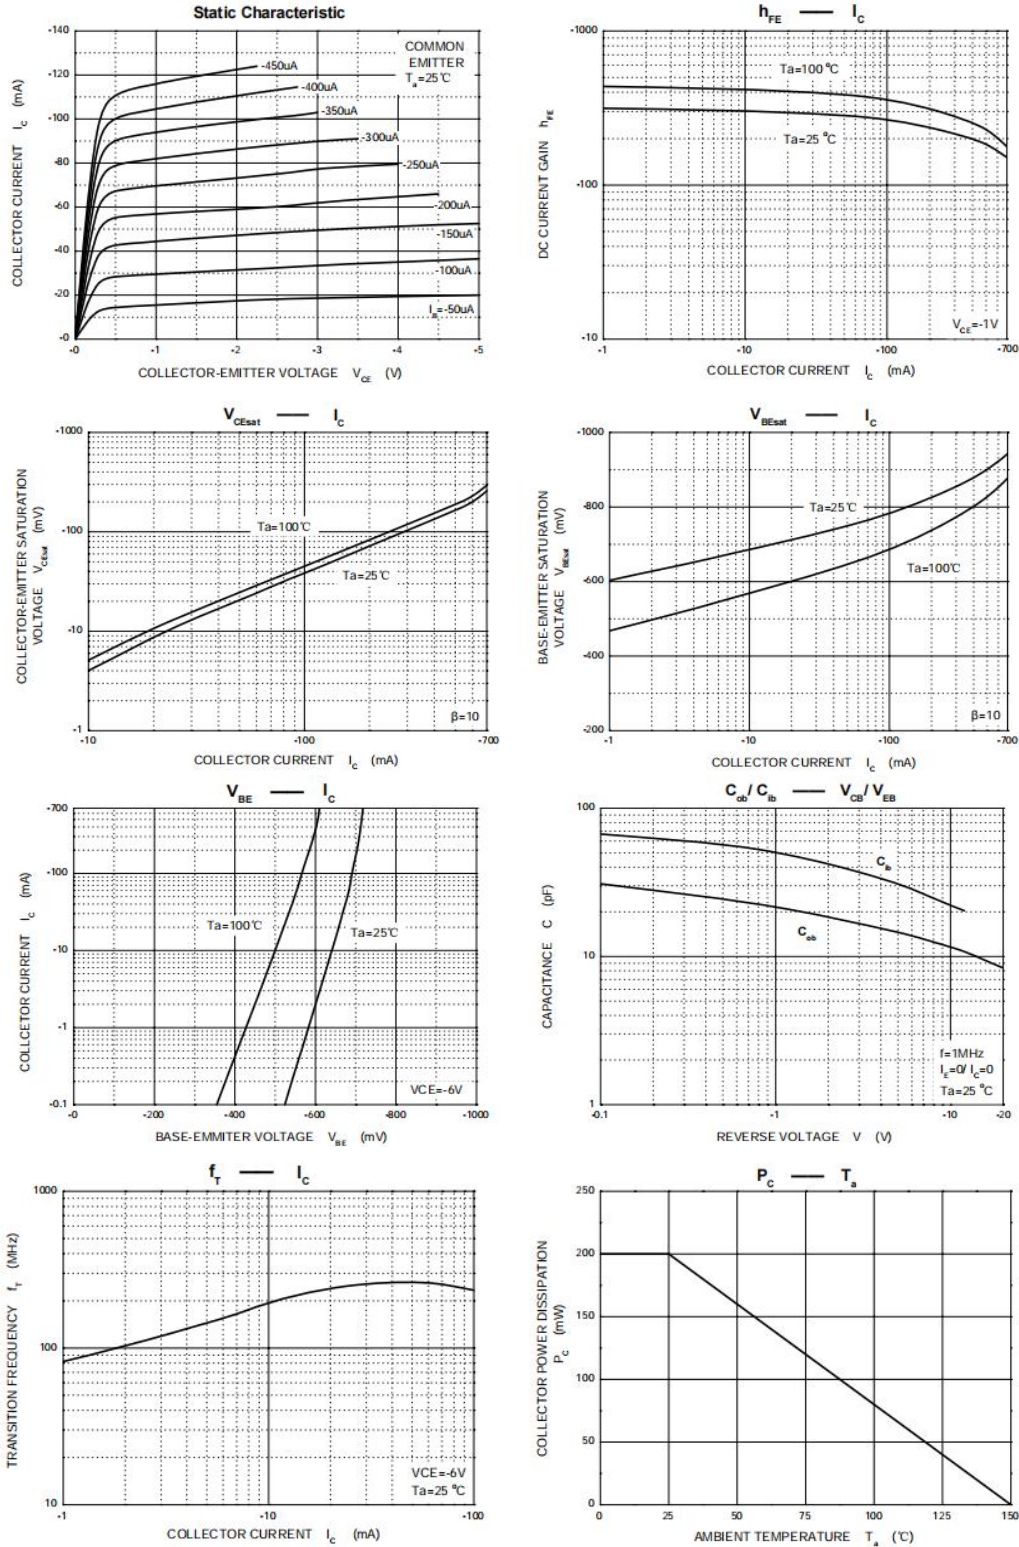 Static Characteristic
-140
-120
-100
-80
-60
-40
-20
-0
COLLECTOR CURRENT I_C (mA)
COMMON
EMITTER
T_a=25℃
-450uA
-400uA
-350uA
-300uA
-250uA
-200uA
-150uA
-100uA
I_B=-50uA
-0 -1 -2 -3 -4 -5
COLLECTOR-EMITTER VOLTAGE V_CE (V)
h_FE —— I_C
-1000
-100
-10
DC CURRENT GAIN h_FE
Ta=100 °C
Ta=25 °C
V_CE=-1V
-1 -10 -100 -700
COLLECTOR CURRENT I_C (mA)
V_CEsat —— I_C
-1000
-100
-10
-1
COLLECTOR-EMITTER SATURATION
VOLTAGE V_CEsat (mV)
Ta=100℃
Ta=25℃
β=10
-10 -100 -700
COLLECTOR CURRENT I_C (mA)
V_BEsat —— I_C
-1000
-800
-600
-400
-200
BASE-EMITTER SATURATION
VOLTAGE V_BEsat (mV)
Ta=25℃
Ta=100℃
β=10
-1 -10 -100 -700
COLLECTOR CURRENT I_C (mA)
V_BE —— I_C
-700
-100
-10
-1
-0.1
COLLCETOR CURRENT I_C (mA)
Ta=100℃
Ta=25℃
VCE=-6V
-0 -200 -400 -600 -800 -1000
BASE-EMMITER VOLTAGE V_BE (mV)
C_ob/ C_ib —— V_CB/ V_EB
100
10
1
CAPACITANCE C (pF)
C_ib
C_ob
f=1MHz
I_E=0/ I_C=0
Ta=25 °C
-0.1 -1 -10 -20
REVERSE VOLTAGE V (V)
f_T —— I_C
1000
100
10
TRANSITION FREQUENCY f_T (MHz)
VCE=-6V
Ta=25 °C
-1 -10 -100
COLLECTOR CURRENT I_C (mA)
P_C —— T_a
250
200
150
100
50
0
COLLECTOR POWER DISSIPATION
P_C (mW)
0 25 50 75 100 125 150
AMBIENT TEMPERATURE T_a (℃)